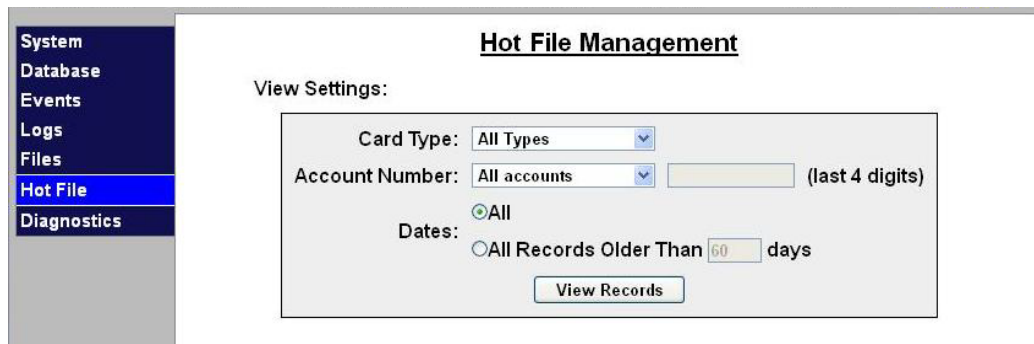 System
Database
Events
Logs
Files
Hot File
Diagnostics
Hot File Management
View Settings:
Card Type: All Types
Account Number: All accounts (last 4 digits)
Dates:
All
All Records Older Than 60 days
View Records